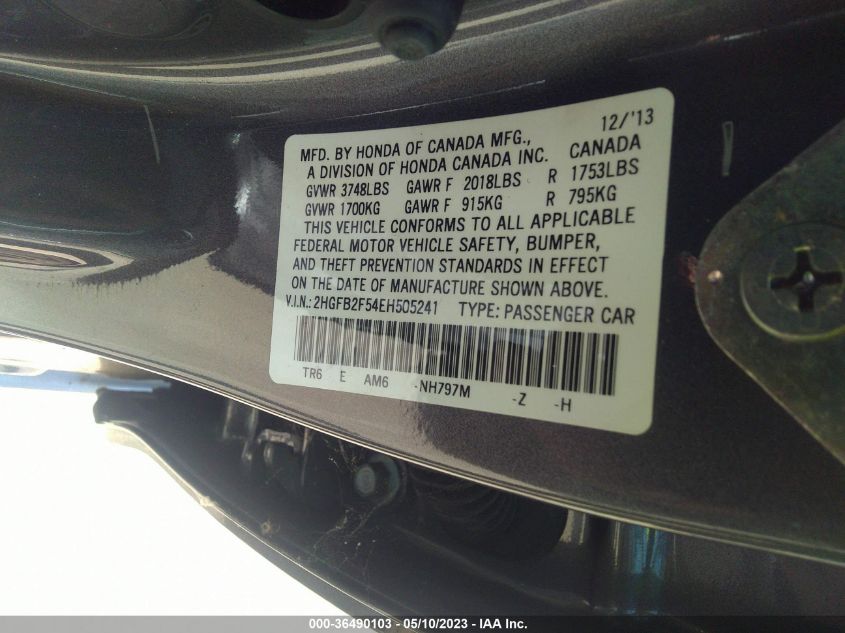 12/'13
MFD. BY HONDA OF CANADA MFG.,
A DIVISION OF HONDA CANADA INC. CANADA
GVWR 3748LBS GAWR F 2018LBS R 1753LBS
GVWR 1700KG GAWR F 915KG R 795KG
THIS VEHICLE CONFORMS TO ALL APPLICABLE
FEDERAL MOTOR VEHICLE SAFETY, BUMPER,
AND THEFT PREVENTION STANDARDS IN EFFECT
ON THE DATE OF MANUFACTURE SHOWN ABOVE.
V.I.N.:2HGFB2F54EH505241 TYPE: PASSENGER CAR
TR6 E AM6 -NH797M -Z -H
000-36490103 - 05/10/2023 - IAA Inc.